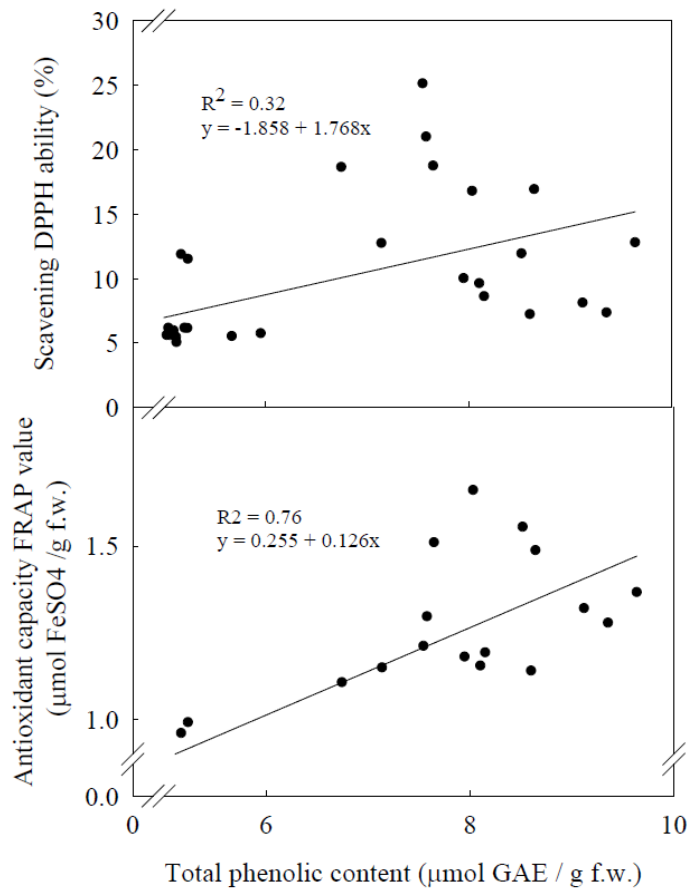 Scavening DPPH ability (%)
30
25
20
15
10
5
0
R2 = 0.32
y = -1.858 + 1.768x
Antioxidant capacity FRAP value
(μmol FeSO4 /g f.w.)
1.5
1.0
0.0
R2 = 0.76
y = 0.255 + 0.126x
0 6 8 10
Total phenolic content (μmol GAE / g f.w.)